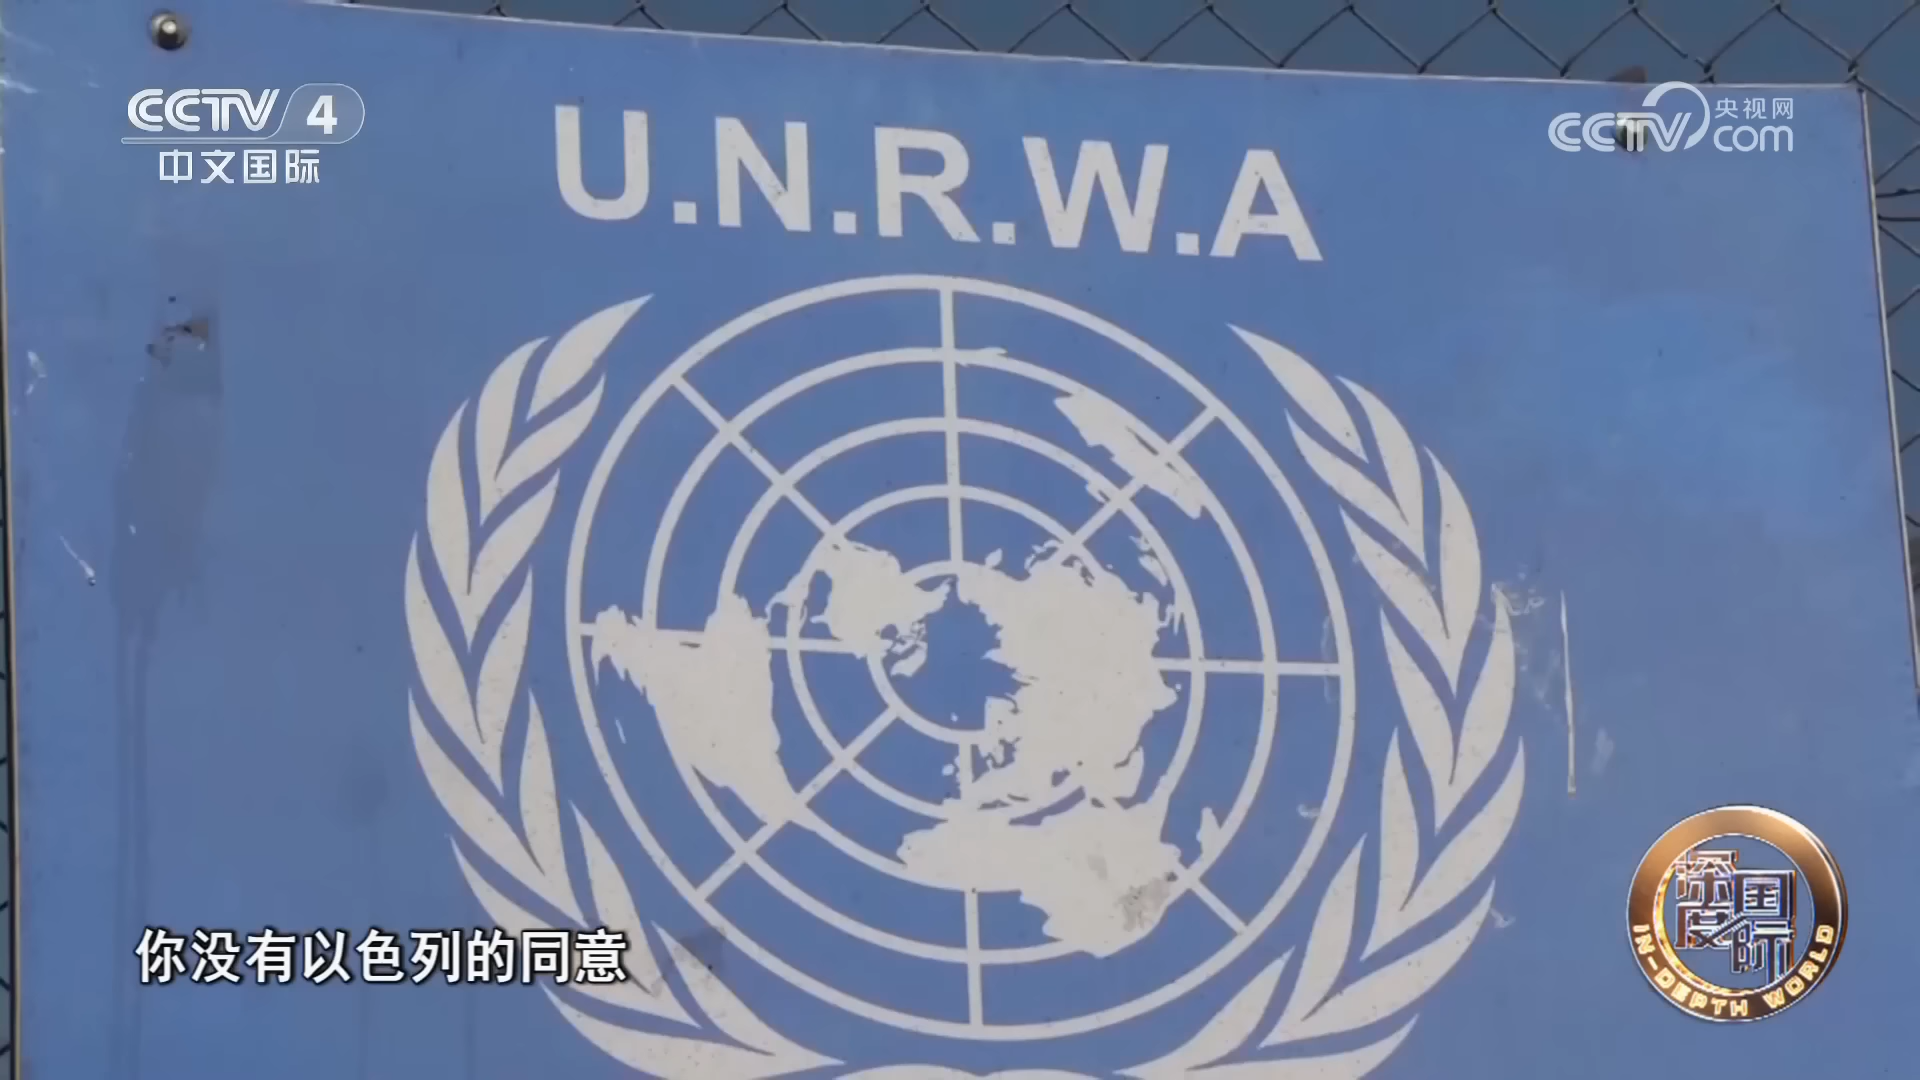 CCTV 4
中文国际
央视网
CCTV com
U.N.R.W.A
你没有以色列的同意
深度国际
IN-DEPTH WORLD